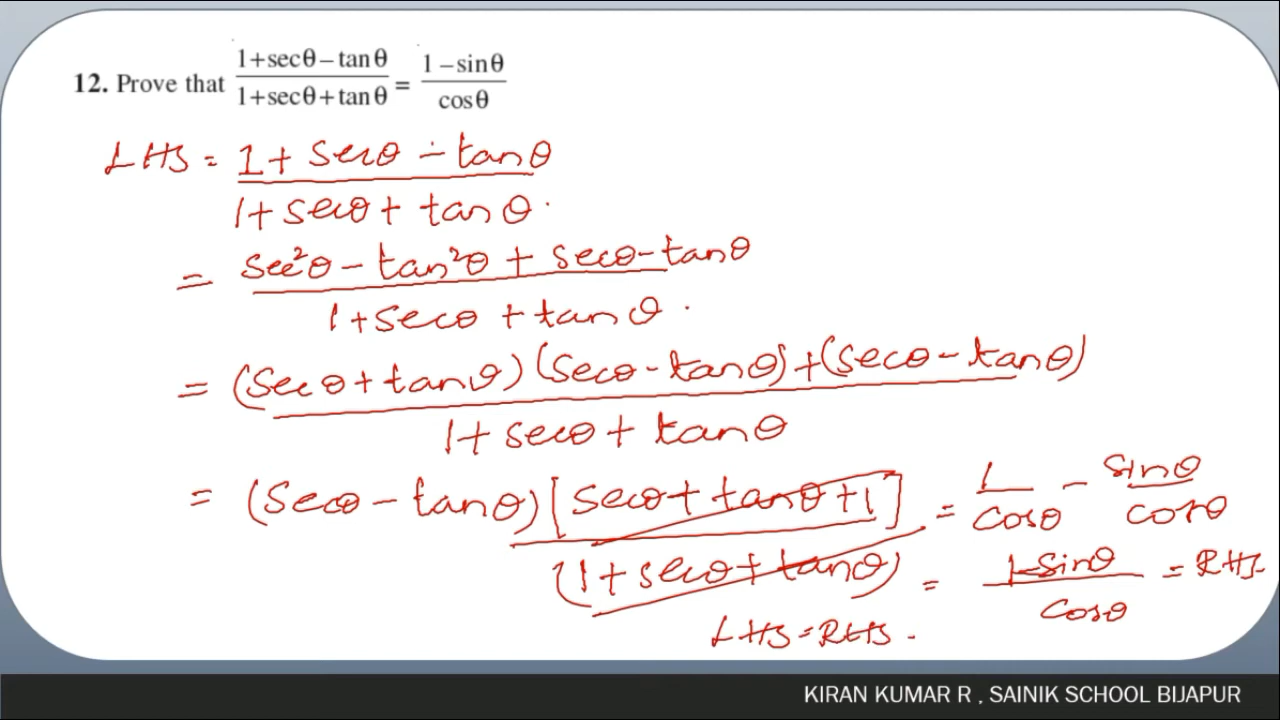 12. Prove that (1+secθ−tanθ)/(1+secθ+tanθ) = (1−sinθ)/cosθ
LHS = (1+secθ−tanθ)/(1+secθ+tanθ)
= (sec²θ − tan²θ + secθ−tanθ)/(1+secθ+tanθ)
= ((secθ+tanθ)(secθ−tanθ)+(secθ−tanθ))/(1+secθ+tanθ)
= (secθ−tanθ)[secθ+tanθ+1]/(1+secθ+tanθ) = 1/cosθ − sinθ/cosθ
= (1−sinθ)/cosθ = RHS.
LHS=RHS.
KIRAN KUMAR R , SAINIK SCHOOL BIJAPUR